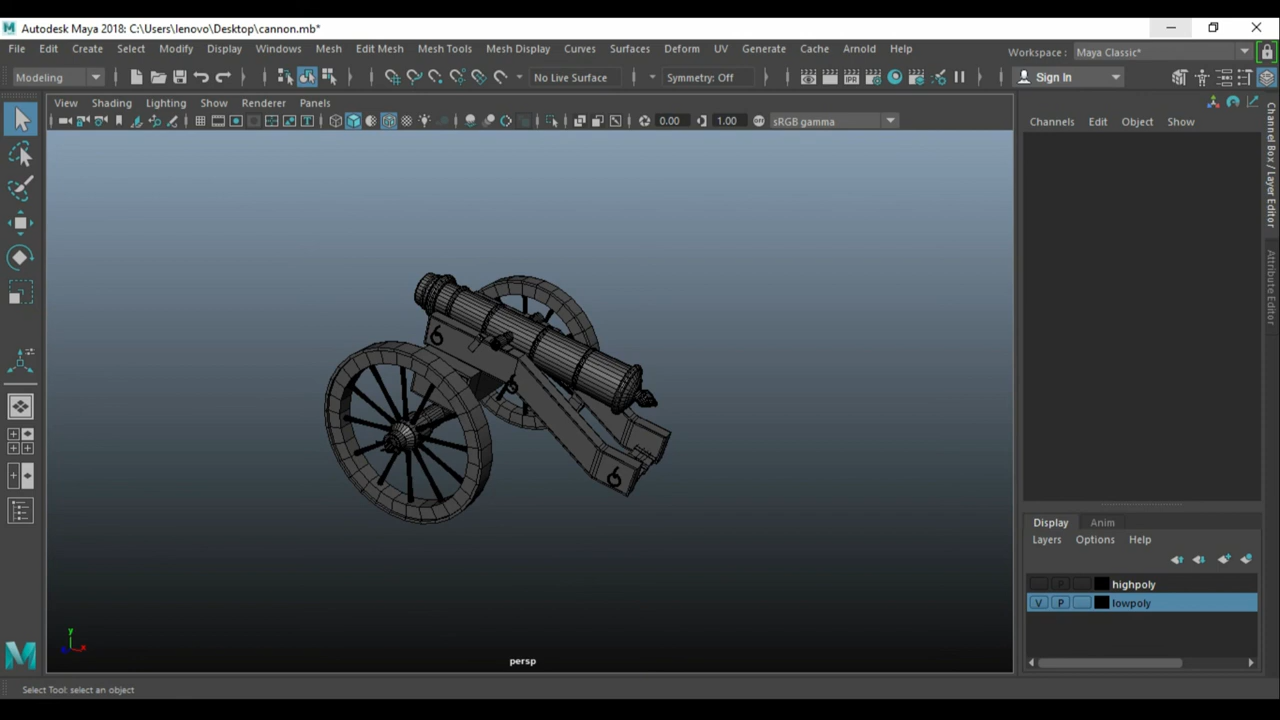 Autodesk Maya 2018: C:\Users\lenovo\Desktop\cannon.mb*
File Edit Create Select Modify Display Windows Mesh Edit Mesh Mesh Tools Mesh Display Curves Surfaces Deform UV Generate Cache Arnold Help Workspace : Maya Classic*
Modeling No Live Surface Symmetry: Off Sign In
View Shading Lighting Show Renderer Panels
0.00 1.00 sRGB gamma
Channels Edit Object Show
Channel Box / Layer Editor
Attribute Editor
6
6
6
Display Anim
Layers Options Help
highpoly
V P lowpoly
y
x
persp
Select Tool: select an object